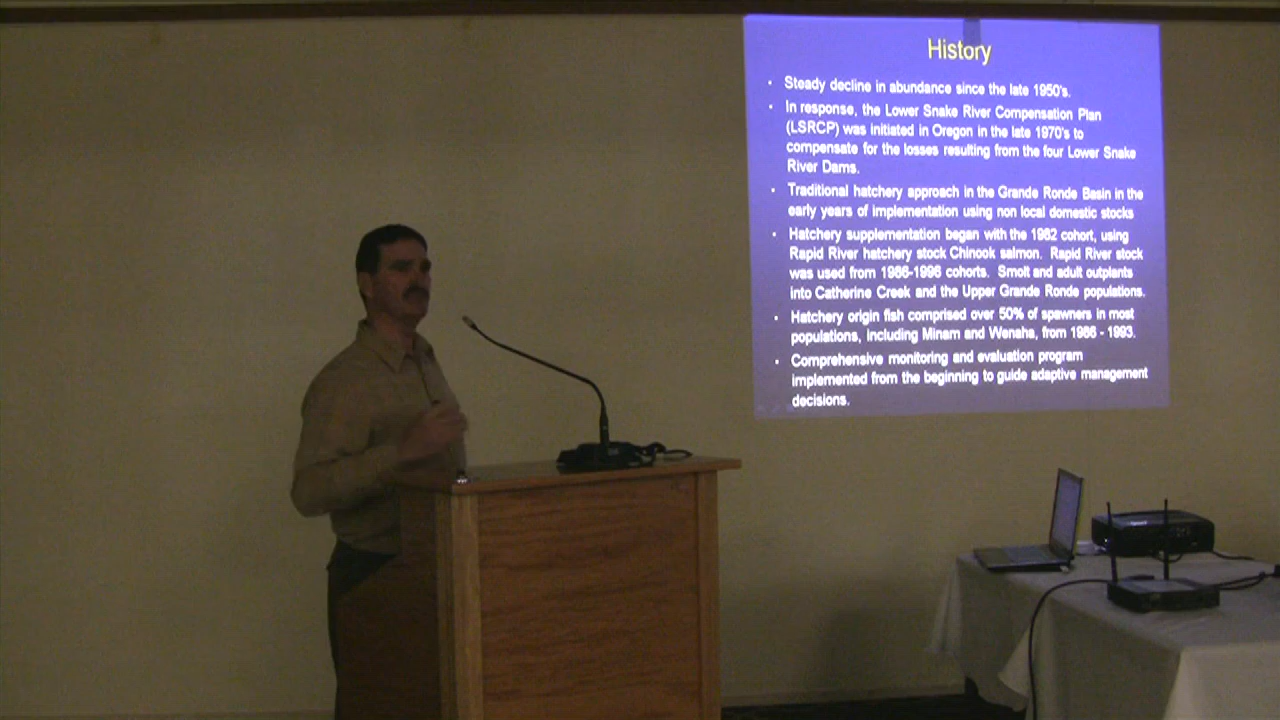 History
• Steady decline in abundance since the late 1950's.
• In response, the Lower Snake River Compensation Plan
(LSRCP) was initiated in Oregon in the late 1970's to
compensate for the losses resulting from the four Lower Snake
River Dams.
• Traditional hatchery approach in the Grande Ronde Basin in the
early years of implementation using non local domestic stocks
• Hatchery supplementation began with the 1982 cohort, using
Rapid River hatchery stock Chinook salmon. Rapid River stock
was used from 1986-1996 cohorts. Smolt and adult outplants
into Catherine Creek and the Upper Grande Ronde populations.
• Hatchery origin fish comprised over 50% of spawners in most
populations, including Minam and Wenaha, from 1986 - 1993.
• Comprehensive monitoring and evaluation program
implemented from the beginning to guide adaptive management
decisions.